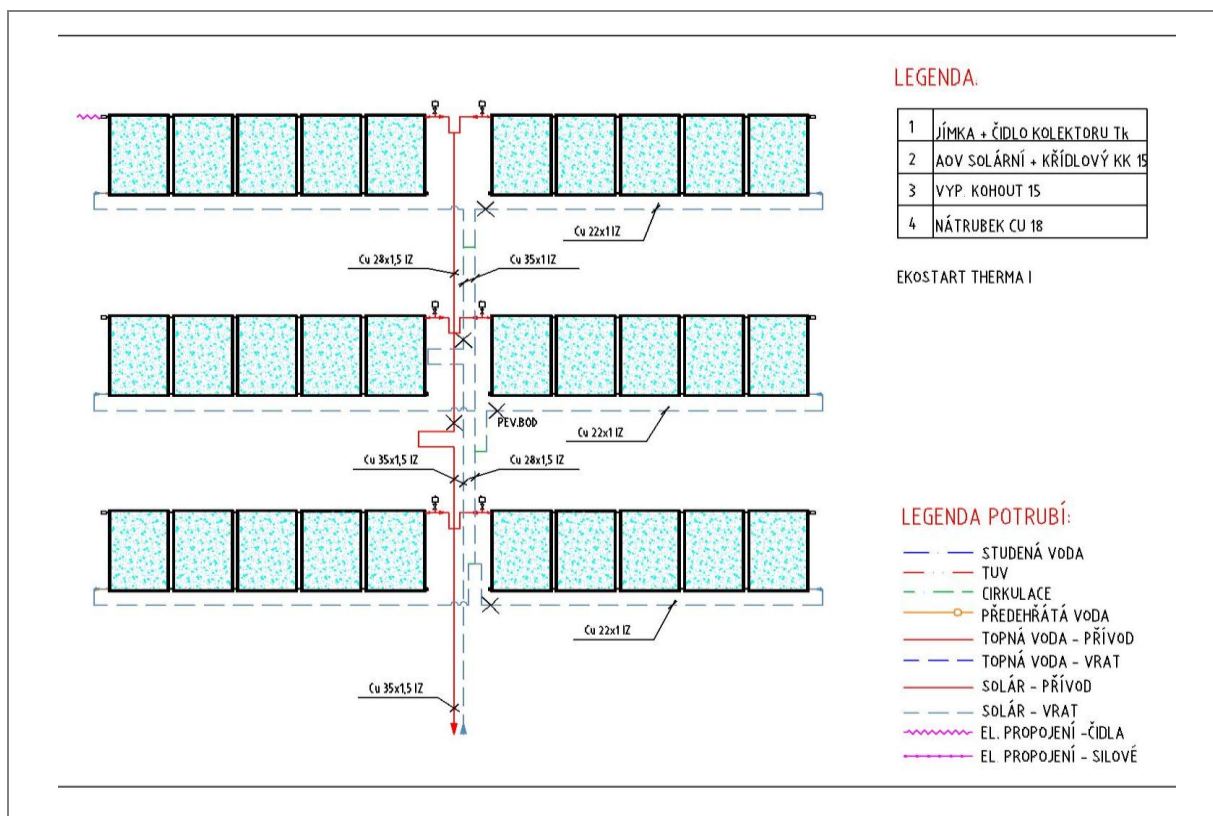 LEGENDA.
1 JÍMKA + ČIDLO KOLEKTORU Tk
2 AOV SOLÁRNÍ + KŘÍDLOVÝ KK 15
3 VYP. KOHOUT 15
4 NÁTRUBEK CU 18
EKOSTART THERMA I
Cu 22x1 IZ
Cu 28x1,5 IZ
Cu 35x1 IZ
PEV.BOD
Cu 22x1 IZ
Cu 35x1,5 IZ
Cu 28x1,5 IZ
Cu 22x1 IZ
Cu 35x1,5 IZ
LEGENDA POTRUBÍ:
STUDENÁ VODA
TUV
CIRKULACE
PŘEDEHŘÁTÁ VODA
TOPNÁ VODA - PŘÍVOD
TOPNÁ VODA - VRAT
SOLÁR - PŘÍVOD
SOLÁR - VRAT
EL. PROPOJENÍ -ČIDLA
EL. PROPOJENÍ - SILOVÉ